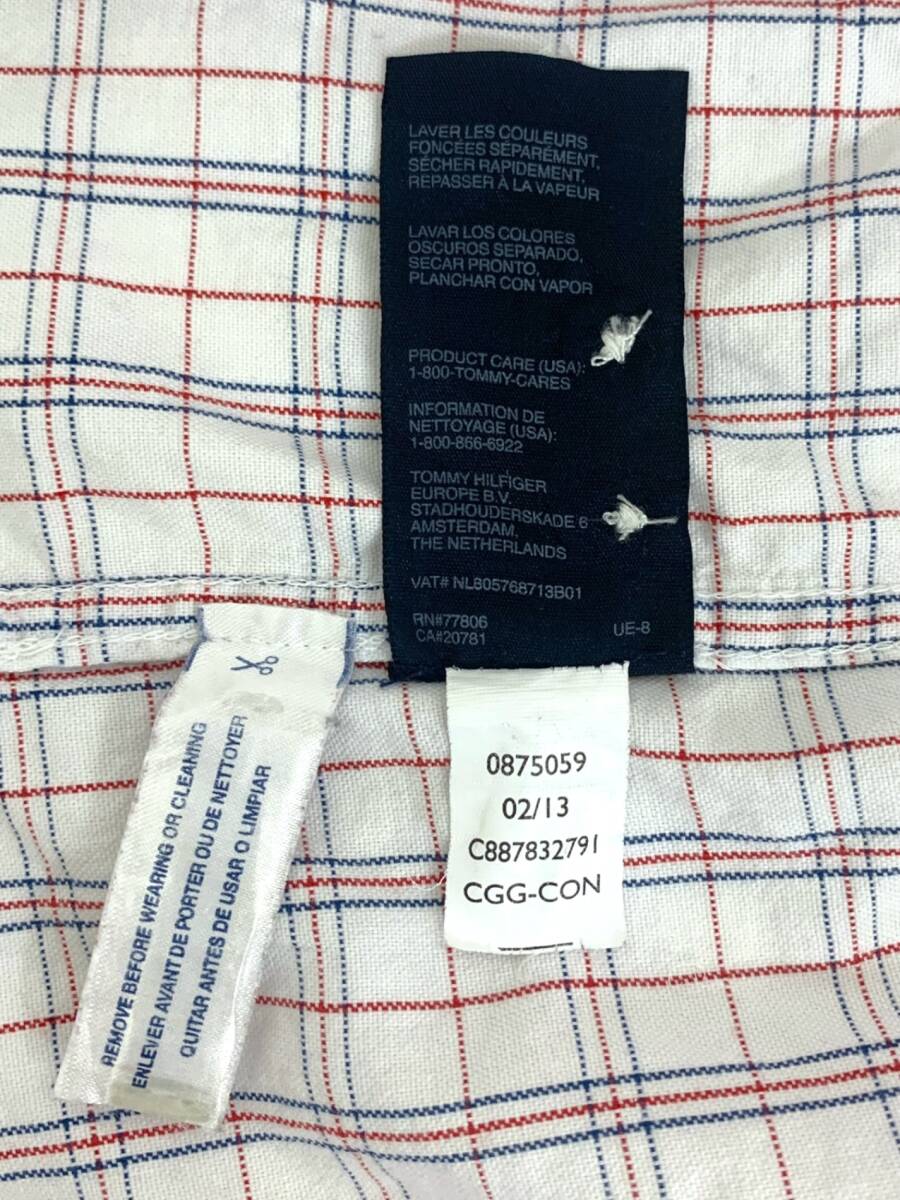 LAVER LES COULEURS
FONCÉES SÉPARÉMENT,
SÉCHER RAPIDEMENT,
REPASSER À LA VAPEUR
LAVAR LOS COLORES
OSCUROS SEPARADO,
SECAR PRONTO,
PLANCHAR CON VAPOR
PRODUCT CARE (USA):
1-800-TOMMY-CARES
INFORMATION DE
NETTOYAGE (USA):
1-800-866-6922
TOMMY HILFIGER
EUROPE B.V.
STADHOUDERSKADE 6
AMSTERDAM,
THE NETHERLANDS
VAT# NL805768713B01
RN#77806
CA#20781
UE-8
REMOVE BEFORE WEARING OR CLEANING
ENLEVER AVANT DE PORTER OU DE NETTOYER
QUITAR ANTES DE USAR O LIMPIAR
0875059
02/13
C887832791
CGG-CON